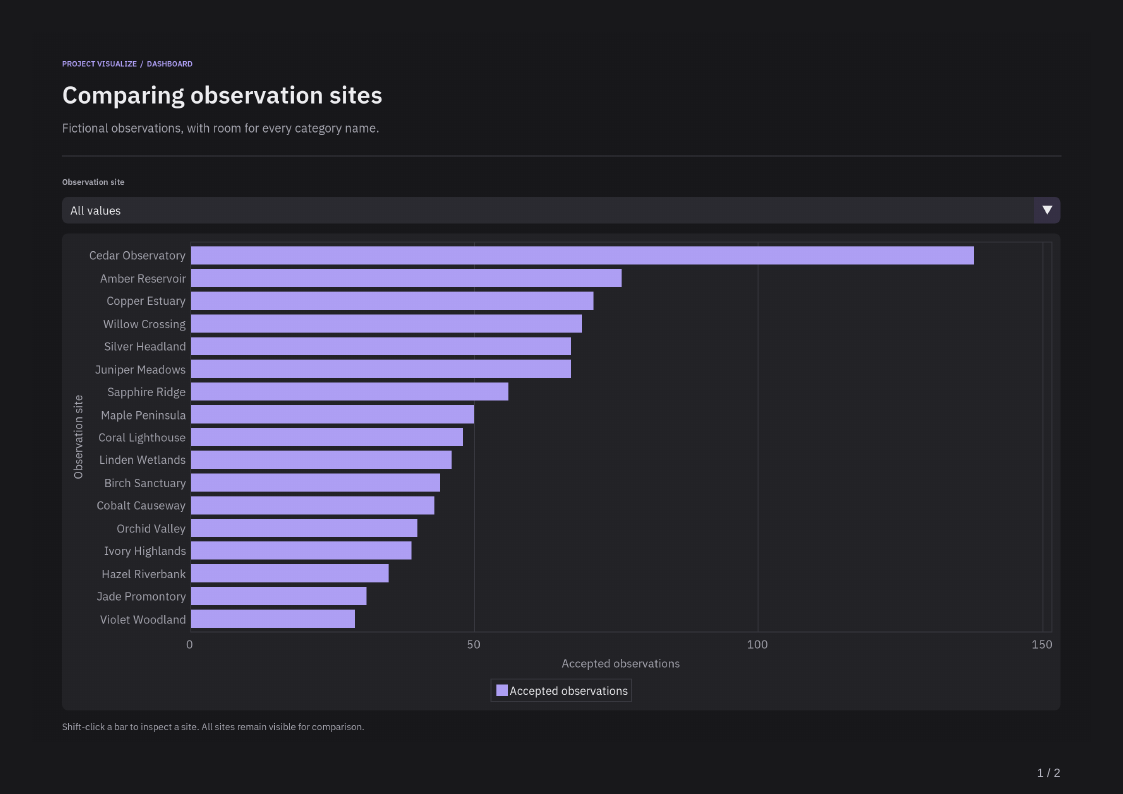 PROJECT VISUALIZE / DASHBOARD
Comparing observation sites
Fictional observations, with room for every category name.
Observation site
All values
Cedar Observatory
Amber Reservoir
Copper Estuary
Willow Crossing
Silver Headland
Juniper Meadows
Sapphire Ridge
Maple Peninsula
Coral Lighthouse
Linden Wetlands
Birch Sanctuary
Cobalt Causeway
Orchid Valley
Ivory Highlands
Hazel Riverbank
Jade Promontory
Violet Woodland
Observation site
0 50 100 150
Accepted observations
Accepted observations
Shift-click a bar to inspect a site. All sites remain visible for comparison.
1 / 2